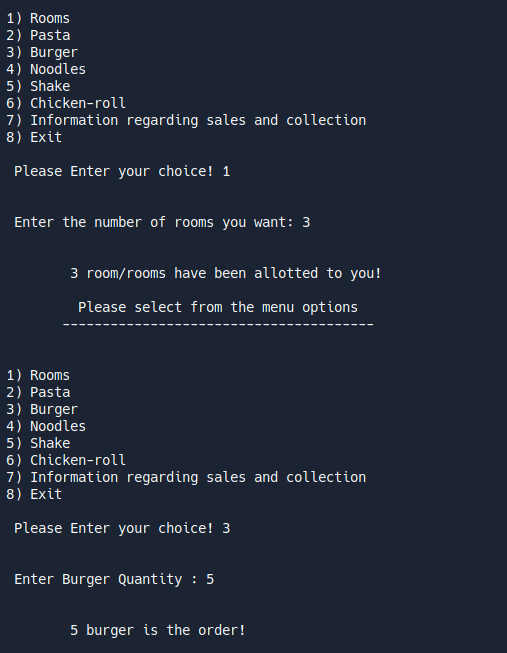 1) Rooms
2) Pasta
3) Burger
4) Noodles
5) Shake
6) Chicken-roll
7) Information regarding sales and collection
8) Exit
Please Enter your choice! 1
Enter the number of rooms you want: 3
3 room/rooms have been allotted to you!
Please select from the menu options
---------------------------------------
1) Rooms
2) Pasta
3) Burger
4) Noodles
5) Shake
6) Chicken-roll
7) Information regarding sales and collection
8) Exit
Please Enter your choice! 3
Enter Burger Quantity : 5
5 burger is the order!